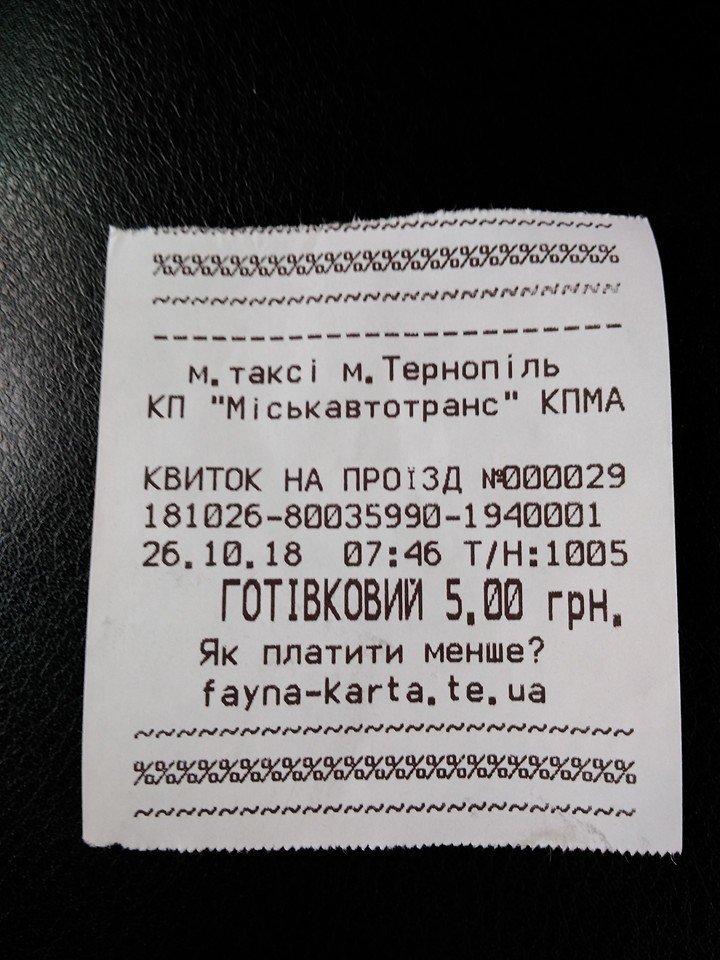 ~~~~~~~~~~~~~~~~~~~~~~~~
%%%%%%%%%%%%%%%%%%%%%%%%
~~~~~~~~~~~~~~~~~~~~~~~~
------------------------
м.таксі м.Тернопіль
КП "Міськавтотранс" КПМА
КВИТОК НА ПРОЇЗД №000029
181026-80035990-1940001
26.10.18 07:46 Т/Н:1005
ГОТІВКОВИЙ 5.00 грн.
Як платити менше?
fayna-karta.te.ua
~~~~~~~~~~~~~~~~~~~~~~~~
%%%%%%%%%%%%%%%%%%%%%%%%
~~~~~~~~~~~~~~~~~~~~~~~~